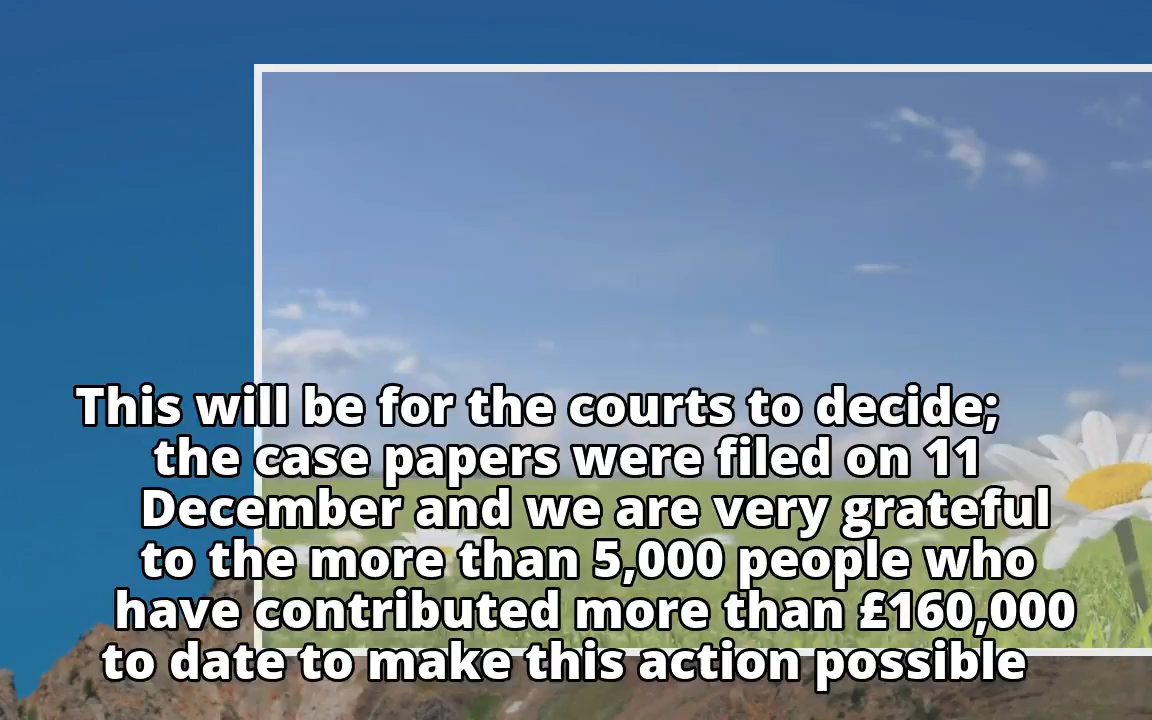 This will be for the courts to decide;
the case papers were filed on 11
December and we are very grateful
to the more than 5,000 people who
have contributed more than £160,000
to date to make this action possible